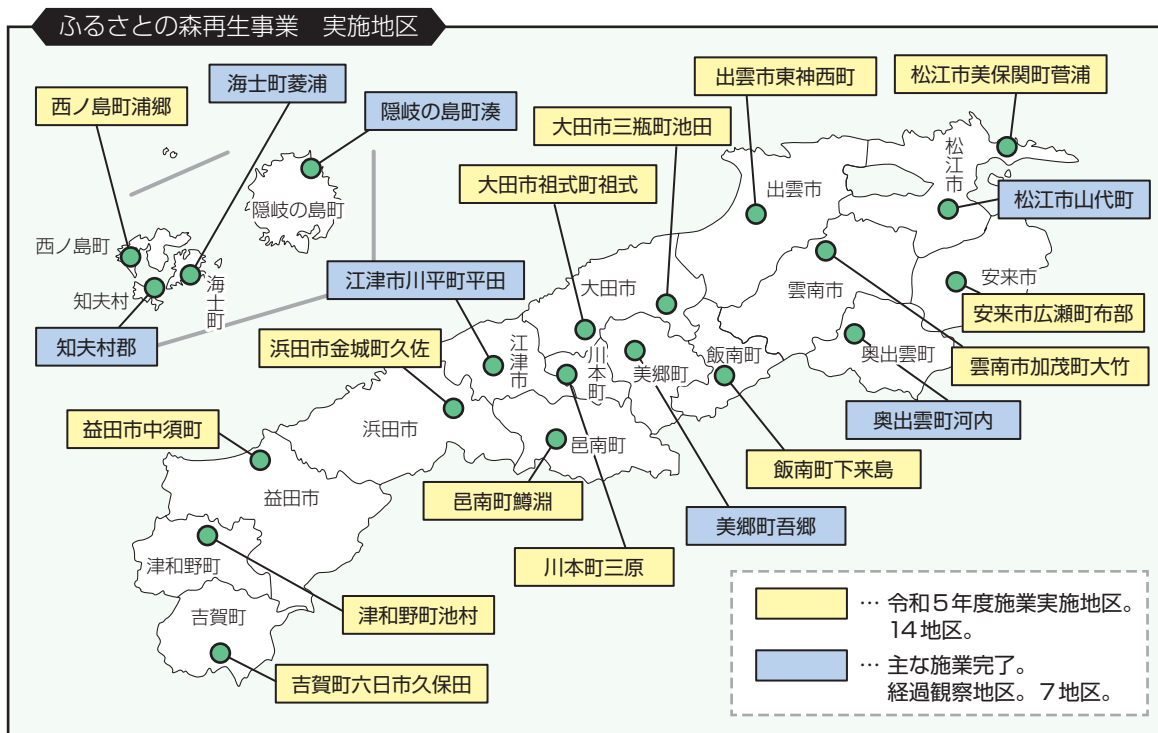 ふるさとの森再生事業　実施地区
西ノ島町浦郷
海士町菱浦
隠岐の島町湊
出雲市東神西町
松江市美保関町菅浦
大田市三瓶町池田
大田市祖式町祖式
松江市山代町
江津市川平町平田
知夫村郡
浜田市金城町久佐
安来市広瀬町布部
雲南市加茂町大竹
奥出雲町河内
益田市中須町
邑南町鱒淵
飯南町下来島
美郷町吾郷
川本町三原
津和野町池村
吉賀町六日市久保田
西ノ島町
知夫村
海士町
隠岐の島町
松江市
出雲市
安来市
雲南市
奥出雲町
飯南町
大田市
美郷町
川本町
江津市
邑南町
浜田市
益田市
津和野町
吉賀町
… 令和5年度施業実施地区。
14地区。
… 主な施業完了。
経過観察地区。7地区。